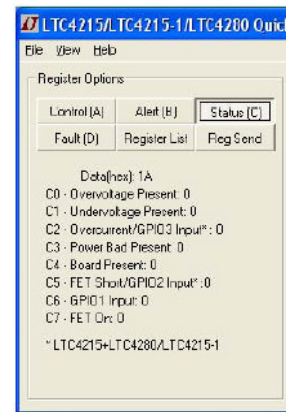 LTC4215/LTC4215-1/LTC4280 Quic
File View Help
Register Options
Control (A) Alert (B) Status (C)
Fault (D) Register List Reg Send
Data(hex): 1A
C0 - Overvoltage Present: 0
C1 - Undervoltage Present: 0
C2 - Overcurrent/GPIO3 Input* : 0
C3 - Power Bad Present: 0
C4 - Board Present: 0
C5 - FET Short/GPIO2 Input* :0
C6 - GPIO1 Input: 0
C7 - FET On: 0
* LTC4215+LTC4280/LTC4215-1